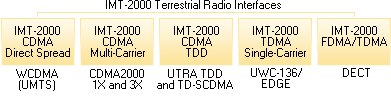 IMT-2000 Terrestrial Radio Interfaces
IMT-2000
CDMA
Direct Spread
IMT-2000
CDMA
Multi-Carrier
IMT-2000
CDMA
TDD
IMT-2000
TDMA
Single-Carrier
IMT-2000
FDMA/TDMA
WCDMA
(UMTS)
CDMA2000
1X and 3X
UTRA TDD
and TD-SCDMA
UWC-136/
EDGE
DECT